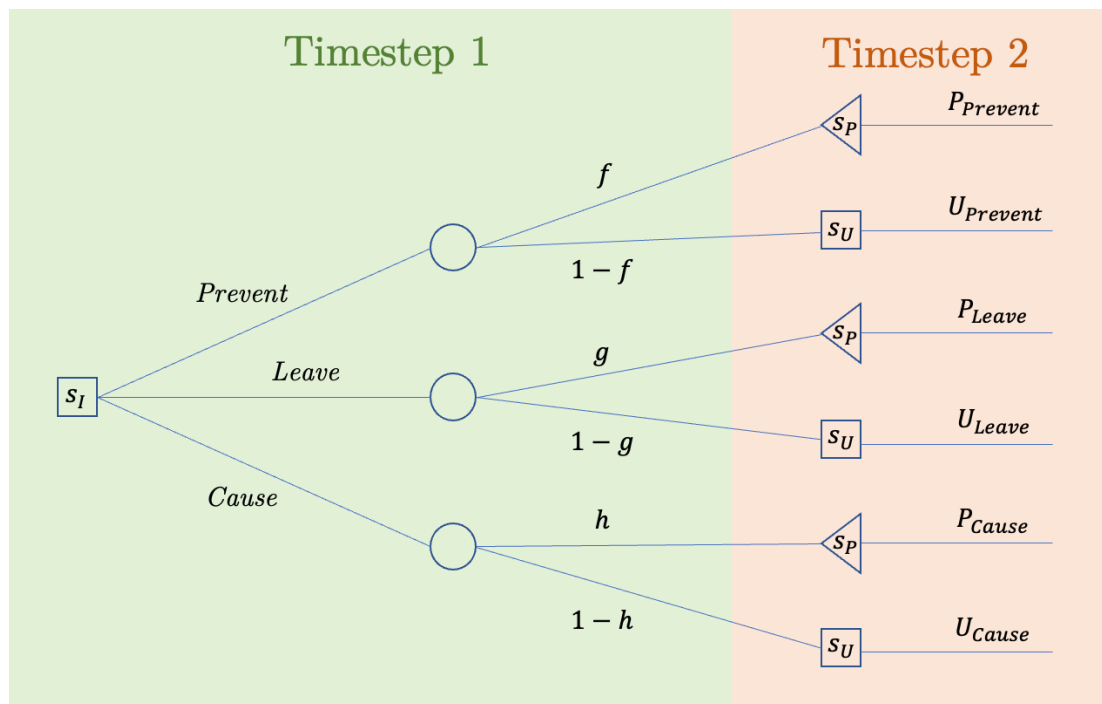 Timestep 1
Timestep 2
s_P
P_Prevent
f
s_U
U_Prevent
1 − f
Prevent
s_P
P_Leave
g
Leave
s_I
s_U
U_Leave
1 − g
Cause
s_P
P_Cause
h
1 − h
s_U
U_Cause